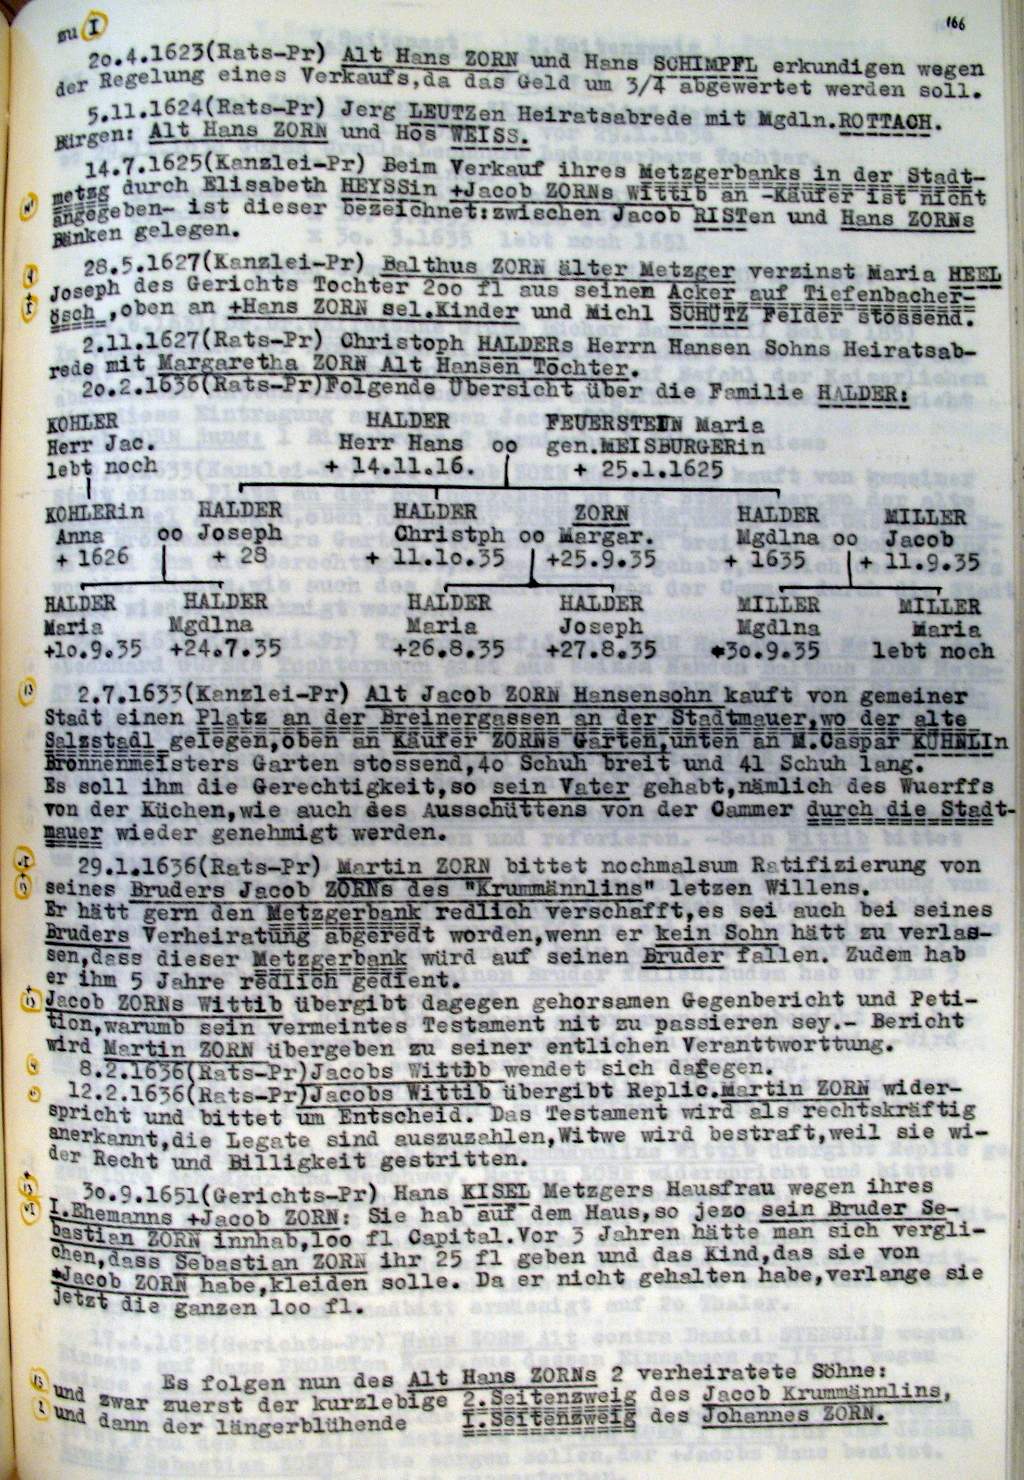 zu I
166
20.4.1623(Rats-Pr) Alt Hans ZORN und Hans SCHIMPFL erkundigen wegen
der Regelung eines Verkaufs,da das Geld um 3/4 abgewertet werden soll.
5.11.1624(Rats-Pr) Jerg LEUTZen Heiratsabrede mit Mgdln.ROTTACH.
Bürgen: Alt Hans ZORN und Hös WEISS.
14.7.1625(Kanzlei-Pr) Beim Verkauf ihres Metzgerbanks in der Stadt-
metzg durch Elisabeth HEYSSin +Jacob ZORNs Wittib an -Käufer ist nicht
angegeben- ist dieser bezeichnet:zwischen Jacob RISTen und Hans ZORNs
Bänken gelegen.
28.5.1627(Kanzlei-Pr) Balthus ZORN älter Metzger verzinst Maria HEEL
Joseph des Gerichts Tochter 200 fl aus seinem Acker auf Tiefenbacher-
ösch ,oben an +Hans ZORN sel.Kinder und Michl SCHÜTZ Felder stossend.
2.11.1627(Rats-Pr) Christoph HALDERs Herrn Hansen Sohns Heiratsab-
rede mit Margaretha ZORN Alt Hansen Tochter.
20.2.1636(Rats-Pr)Folgende Übersicht über die Familie HALDER:
KOHLER HALDER FEUERSTEIN Maria
Herr Jac. Herr Hans oo gen.MEISBURGERin
lebt noch + 14.11.16. + 25.1.1625
KOHLERin HALDER HALDER ZORN HALDER MILLER
Anna oo Joseph Christph oo Margar. Mgdlna oo Jacob
+ 1626 + 28 + 11.10.35 +25.9.35 + 1635 + 11.9.35
HALDER HALDER HALDER HALDER MILLER MILLER
Maria Mgdlna Maria Joseph Mgdlna Maria
+10.9.35 +24.7.35 +26.8.35 +27.8.35 *30.9.35 lebt noch
2.7.1633(Kanzlei-Pr) Alt Jacob ZORN Hansensohn kauft von gemeiner
Stadt einen Platz an der Breinergassen an der Stadtmauer,wo der alte
Salzstadl gelegen,oben an Käufer ZORNs Garten,unten an M.Caspar KÜHNLIn
Bronnenmeisters Garten stossend,40 Schuh breit und 41 Schuh lang.
Es soll ihm die Gerechtigkeit,so sein Vater gehabt,nämlich des Wuerffs
von der Küchen,wie auch des Ausschüttens von der Cammer durch die Stadt-
mauer wieder genehmigt werden.
29.1.1636(Rats-Pr) Martin ZORN bittet nochmalsum Ratifizierung von
seines Bruders Jacob ZORNs des "Krummännlins" letzen Willens.
Er hätt gern den Metzgerbank redlich verschafft,es sei auch bei seines
Bruders Verheiratung abgeredt worden,wenn er kein Sohn hätt zu verlas-
sen,dass dieser Metzgerbank würd auf seinen Bruder fallen. Zudem hab
er ihm 5 Jahre redlich gedient.
Jacob ZORNs Wittib übergibt dagegen gehorsamen Gegenbericht und Peti-
tion,warumb sein vermeintes Testament nit zu passieren sey.- Bericht
wird Martin ZORN übergeben zu seiner entlichen Veranttworttung.
8.2.1636(Rats-Pr)Jacobs Wittbb wendet sich dagegen.
12.2.1636(Rats-Pr)Jacobs Wittib übergibt Replic.Martin ZORN wider-
spricht und bittet um Entscheid. Das Testament wird als rechtskräftig
anerkannt,die Legate sind auszuzahlen,Witwe wird bestraft,weil sie wi-
der Recht und Billigkeit gestritten.
30.9.1651(Gerichts-Pr) Hans KISEL Metzgers Hausfrau wegen ihres
I.Ehemanns +Jacob ZORN: Sie hab auf dem Haus,so jezo sein Bruder Se-
bastian ZORN innhab,100 fl Capital.Vor 3 Jahren hätte man sich vergli-
chen,dass Sebastian ZORN ihr 25 fl geben und das Kind,das sie von
+Jacob ZORN habe,kleiden solle. Da er nicht gehalten habe,verlange sie
jetzt die ganzen 100 fl.
Es folgen nun des Alt Hans ZORNs 2 verheiratete Söhne:
und zwar zuerst der kurzlebige 2.Seitenzweig des Jacob Krummännlins,
und dann der längerblühende I.Seitenzweig des Johannes ZORN.